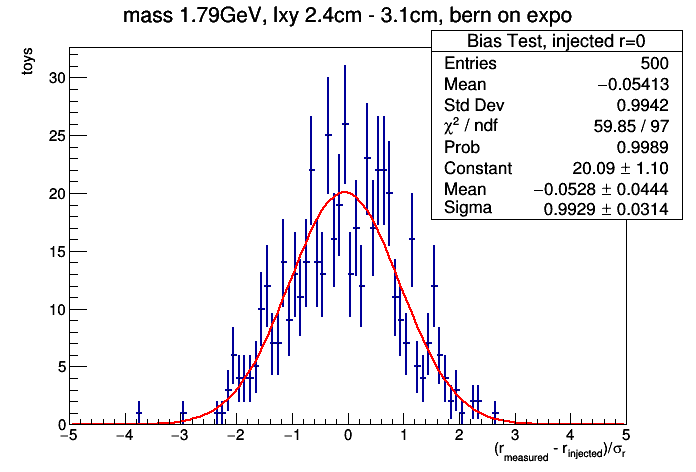 mass 1.79GeV, lxy 2.4cm - 3.1cm, bern on expo
Bias Test, injected r=0
Entries 500
Mean −0.05413
Std Dev 0.9942
χ² / ndf 59.85 / 97
Prob 0.9989
Constant 20.09 ± 1.10
Mean −0.0528 ± 0.0444
Sigma 0.9929 ± 0.0314
toys
30
25
20
15
10
5
0
−5 −4 −3 −2 −1 0 1 2 3 4 5
(r_measured - r_injected)/σ_r